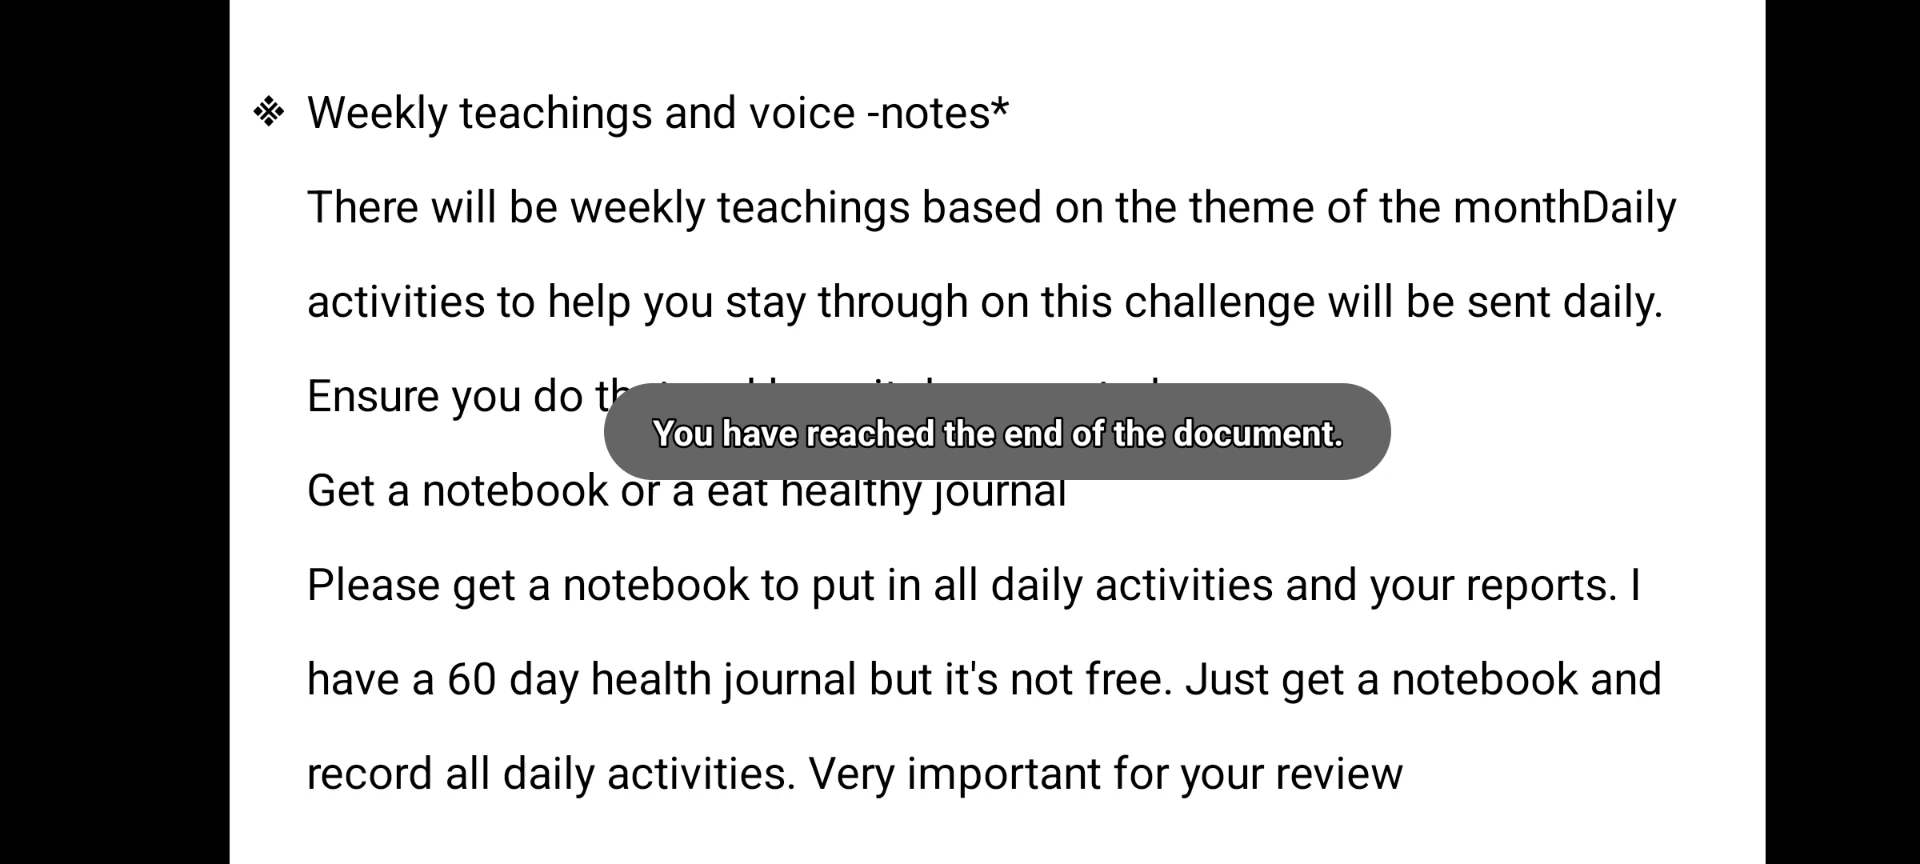 ❖ Weekly teachings and voice -notes*
There will be weekly teachings based on the theme of the monthDaily
activities to help you stay through on this challenge will be sent daily.
Ensure you do
You have reached the end of the document.
Get a notebook or a eat healthy journal
Please get a notebook to put in all daily activities and your reports. I
have a 60 day health journal but it's not free. Just get a notebook and
record all daily activities. Very important for your review